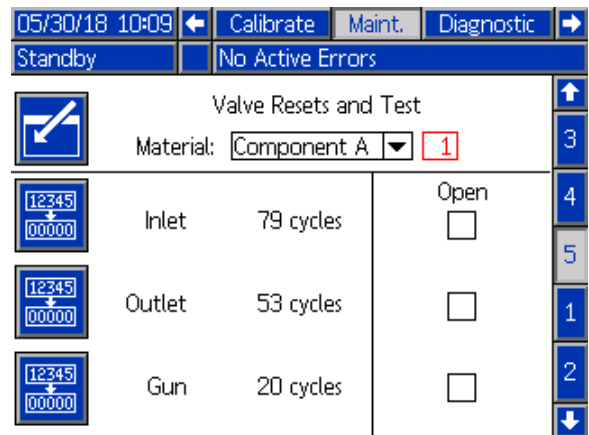 05/30/18 10:09 Calibrate Maint. Diagnostic
Standby No Active Errors
Valve Resets and Test
Material: Component A 1
3
12345
00000
Inlet 79 cycles
Open
4
5
12345
00000
Outlet 53 cycles
1
12345
00000
Gun 20 cycles
2